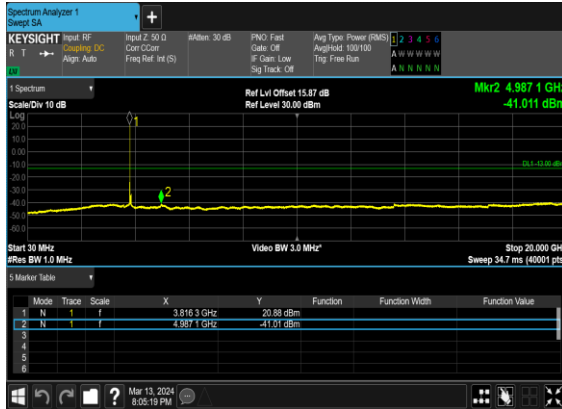 Spectrum Analyzer 1
Swept SA
+
KEYSIGHT Input: RF Input Z: 50 Ω #Atten: 30 dB PNO: Fast Avg Type: Power (RMS) 1 2 3 4 5 6
R T Coupling: DC Corr CCorr Gate: Off Avg|Hold: 100/100 A W W W W W
Align: Auto Freq Ref: Int (S) IF Gain: Low Trig: Free Run
LU Sig Track: Off A N N N N N
1 Spectrum Ref Lvl Offset 15.87 dB Mkr2 4.987 1 GHz
Scale/Div 10 dB Ref Level 30.00 dBm -41.011 dBm
Log
20.0
10.0
0.00
-10.0
DL1 -13.00 dBm
-20.0
-30.0
-40.0
-50.0
-60.0
1
2
Start 30 MHz Video BW 3.0 MHz* Stop 20.000 GHz
#Res BW 1.0 MHz Sweep 34.7 ms (40001 pts)
5 Marker Table
Mode Trace Scale X Y Function Function Width Function Value
1 N 1 f 3.816 3 GHz 20.88 dBm
2 N 1 f 4.987 1 GHz -41.01 dBm
3
4
5
6
? Mar 13, 2024
8:05:19 PM